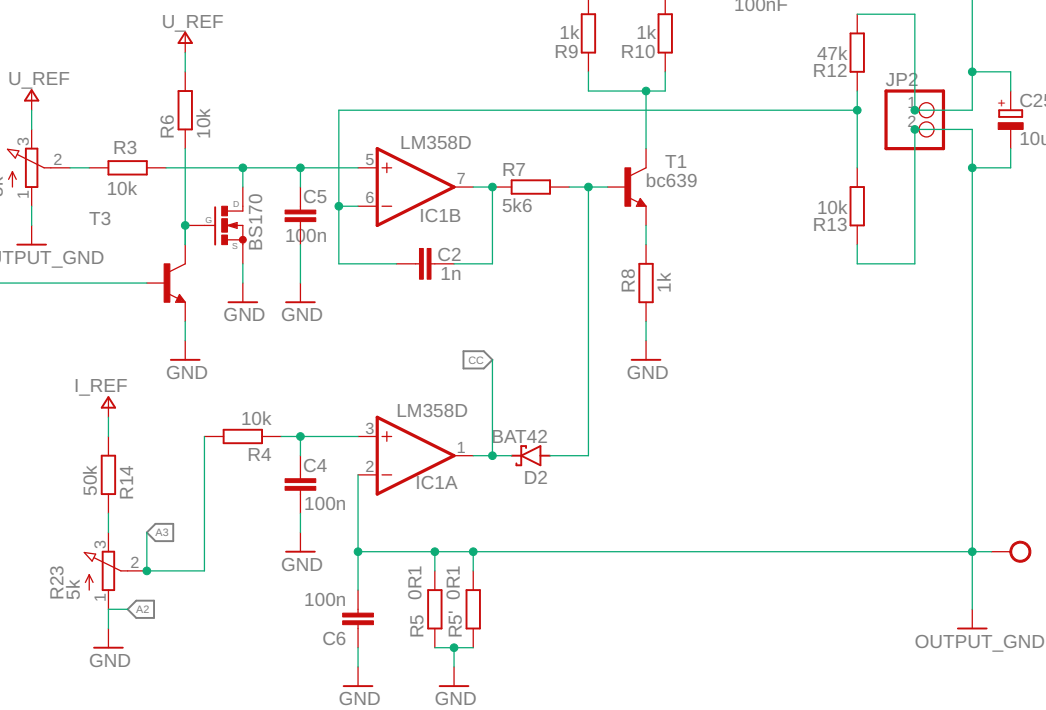 100nF
U_REF
1k
R9
1k
R10
47k
R12
JP2
1
2
+
C25
10u
U_REF
R6
10k
3
2
1
R3
10k
T3
G
D
S
BS170
C5
100n
5
6
7
LM358D
IC1B
R7
5k6
T1
bc639
10k
R13
C2
1n
R8
1k
UTPUT_GND
GND
GND
GND
GND
CC
I_REF
LM358D
10k
R4
3
2
1
IC1A
BAT42
D2
50k
R14
C4
100n
A3
3
2
1
R23
5k
A2
GND
GND
100n
C6
R5
0R1
R5'
0R1
OUTPUT_GND
GND
GND